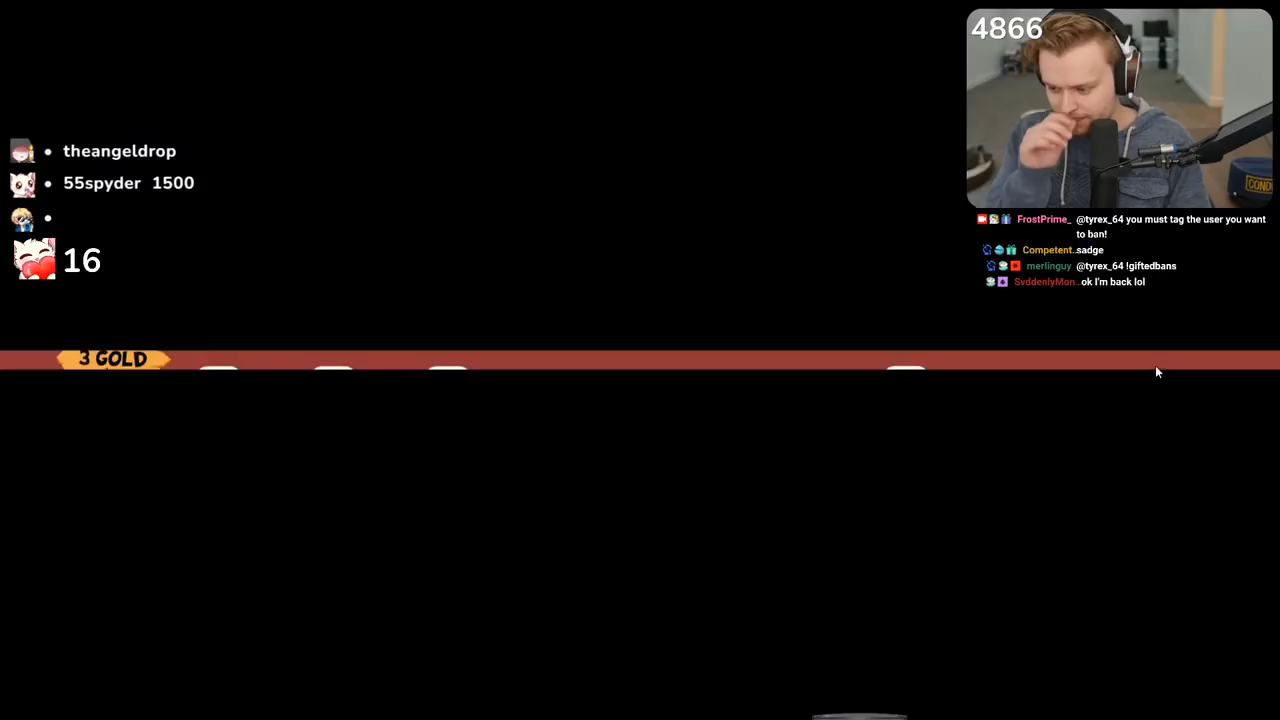 4866
• theangeldrop
• 55spyder 1500
•
16
FrostPrime_ @tyrex_64 you must tag the user you want
to ban!
Competent.. sadge
merlinguy @tyrex_64 !giftedbans
SvddenlyMon.. ok I'm back lol
3 GOLD
COND